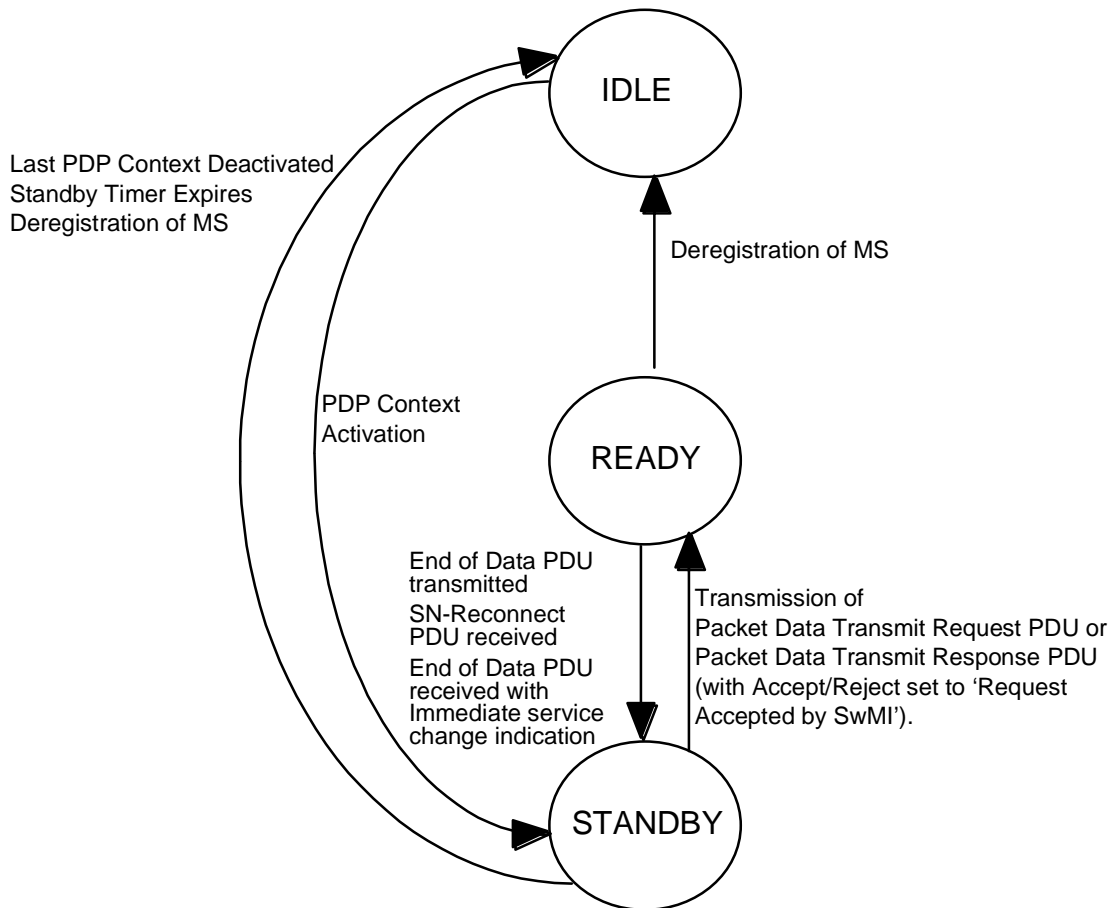 IDLE
Last PDP Context Deactivated
Standby Timer Expires
Deregistration of MS
Deregistration of MS
PDP Context
Activation
READY
End of Data PDU
transmitted
SN-Reconnect
PDU received
End of Data PDU
received with
Immediate service
change indication
Transmission of
Packet Data Transmit Request PDU or
Packet Data Transmit Response PDU
(with Accept/Reject set to ‘Request
Accepted by SwMI’).
STANDBY